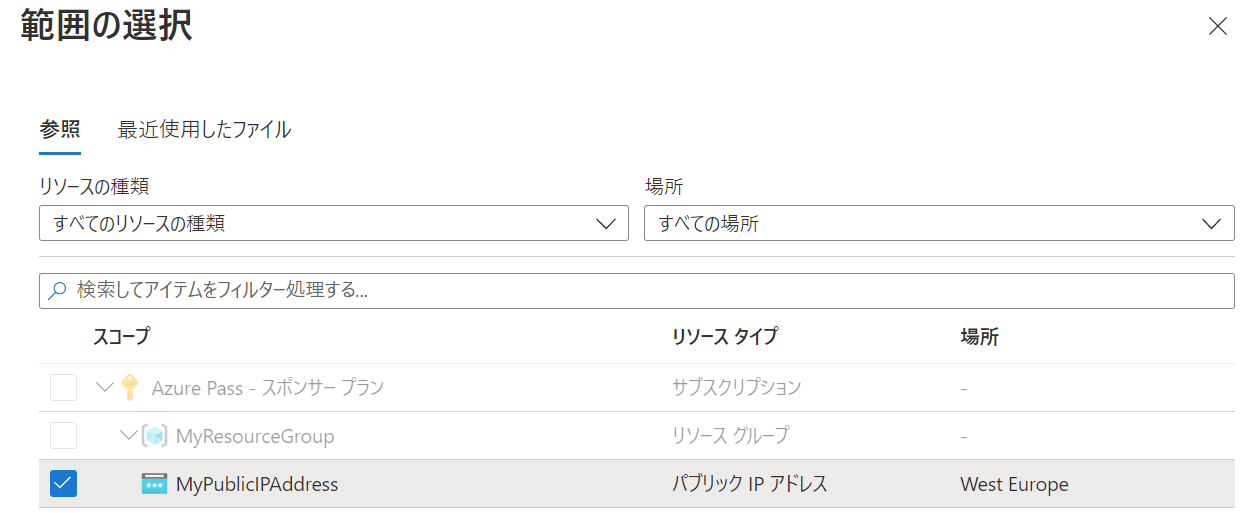 範囲の選択
参照 最近使用したファイル
リソースの種類 場所
すべてのリソースの種類 すべての場所
検索してアイテムをフィルター処理する...
スコープ リソース タイプ 場所
Azure Pass - スポンサー プラン サブスクリプション -
MyResourceGroup リソース グループ -
MyPublicIPAddress パブリック IP アドレス West Europe